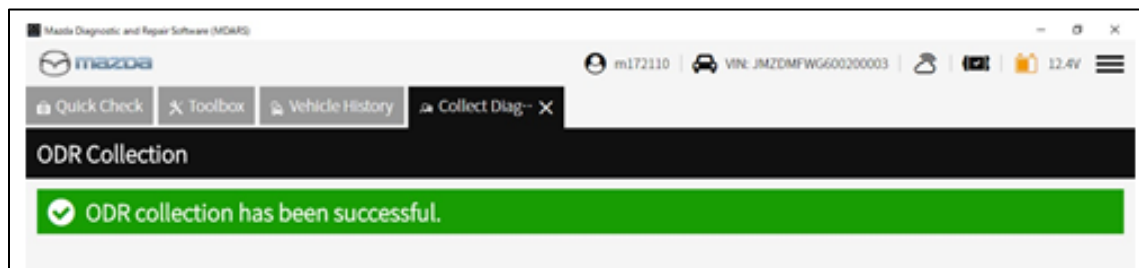 Mazda Diagnostic and Repair Software (MDARS)
mazda m172110 VIN: JMZDMFWG600200003 12.4V
Quick Check Toolbox Vehicle History Collect Diag--
ODR Collection
ODR collection has been successful.